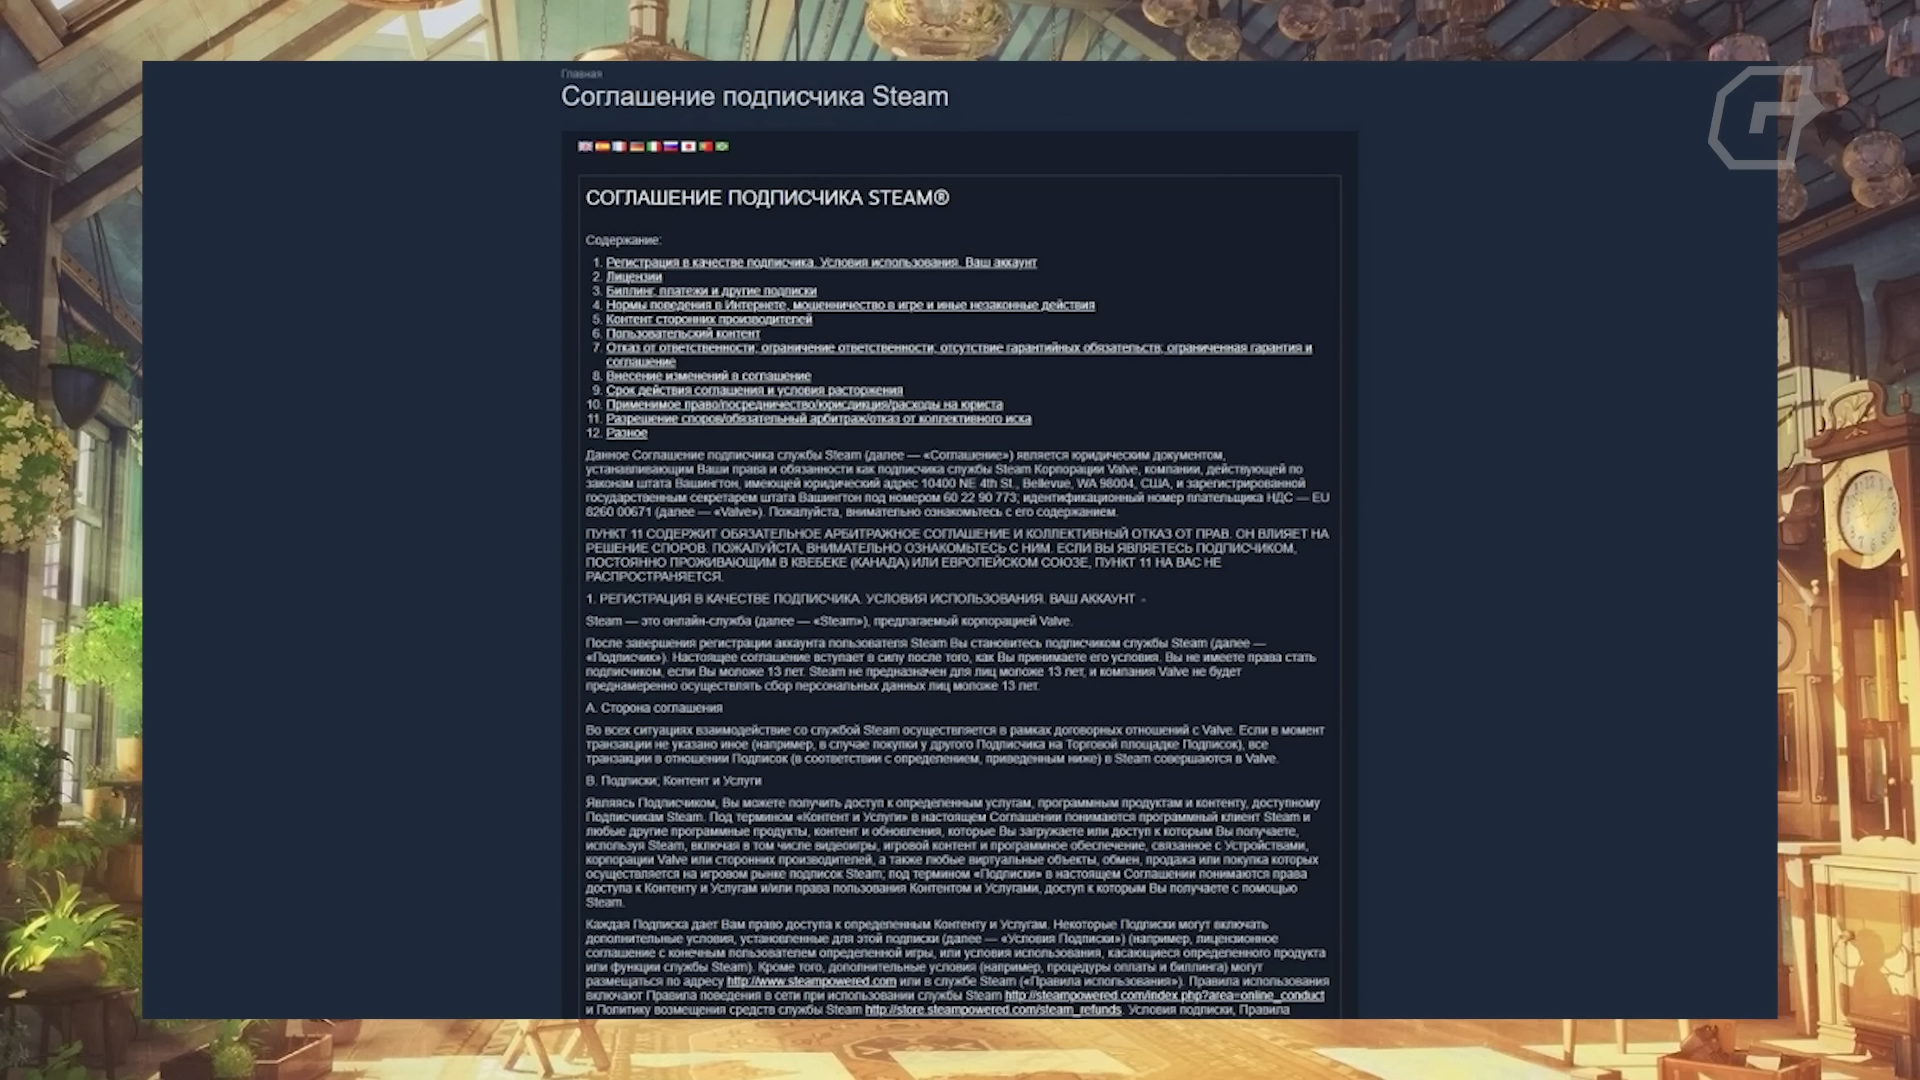 Главная
Соглашение подписчика Steam
СОГЛАШЕНИЕ ПОДПИСЧИКА STEAM®
Содержание:
1. Регистрация в качестве подписчика. Условия использования. Ваш аккаунт
2. Лицензии
3. Биллинг, платежи и другие подписки
4. Нормы поведения в Интернете, мошенничество в игре и иные незаконные действия
5. Контент сторонних производителей
6. Пользовательский контент
7. Отказ от ответственности; ограничение ответственности; отсутствие гарантийных обязательств; ограниченная гарантия и
соглашение
8. Внесение изменений в соглашение
9. Срок действия соглашения и условия расторжения
10. Применимое право/посредничество/юрисдикция/расходы на юриста
11. Разрешение споров/обязательный арбитраж/отказ от коллективного иска
12. Разное
Данное Соглашение подписчика службы Steam (далее — «Соглашение») является юридическим документом,
устанавливающим Ваши права и обязанности как подписчика службы Steam Корпорации Valve, компании, действующей по
законам штата Вашингтон, имеющей юридический адрес 10400 NE 4th St., Bellevue, WA 98004, США, и зарегистрированной
государственным секретарем штата Вашингтон под номером 60 22 90 773; идентификационный номер плательщика НДС — EU
8260 00671 (далее — «Valve»). Пожалуйста, внимательно ознакомьтесь с его содержанием.
ПУНКТ 11 СОДЕРЖИТ ОБЯЗАТЕЛЬНОЕ АРБИТРАЖНОЕ СОГЛАШЕНИЕ И КОЛЛЕКТИВНЫЙ ОТКАЗ ОТ ПРАВ. ОН ВЛИЯЕТ НА
РЕШЕНИЕ СПОРОВ. ПОЖАЛУЙСТА, ВНИМАТЕЛЬНО ОЗНАКОМЬТЕСЬ С НИМ. ЕСЛИ ВЫ ЯВЛЯЕТЕСЬ ПОДПИСЧИКОМ,
ПОСТОЯННО ПРОЖИВАЮЩИМ В КВЕБЕКЕ (КАНАДА) ИЛИ ЕВРОПЕЙСКОМ СОЮЗЕ, ПУНКТ 11 НА ВАС НЕ
РАСПРОСТРАНЯЕТСЯ.
1. РЕГИСТРАЦИЯ В КАЧЕСТВЕ ПОДПИСЧИКА. УСЛОВИЯ ИСПОЛЬЗОВАНИЯ. ВАШ АККАУНТ -
Steam — это онлайн-служба (далее — «Steam»), предлагаемый корпорацией Valve.
После завершения регистрации аккаунта пользователя Steam Вы становитесь подписчиком службы Steam (далее —
«Подписчик»). Настоящее соглашение вступает в силу после того, как Вы принимаете его условия. Вы не имеете права стать
подписчиком, если Вы моложе 13 лет. Steam не предназначен для лиц моложе 13 лет, и компания Valve не будет
преднамеренно осуществлять сбор персональных данных лиц моложе 13 лет.
A. Сторона соглашения
Во всех ситуациях взаимодействие со службой Steam осуществляется в рамках договорных отношений с Valve. Если в момент
транзакции не указано иное (например, в случае покупки у другого Подписчика на Торговой площадке Подписок), все
транзакции в отношении Подписок (в соответствии с определением, приведенным ниже) в Steam совершаются в Valve.
B. Подписки; Контент и Услуги
Являясь Подписчиком, Вы можете получить доступ к определенным услугам, программным продуктам и контенту, доступному
Подписчикам Steam. Под термином «Контент и Услуги» в настоящем Соглашении понимаются программный клиент Steam и
любые другие программные продукты, контент и обновления, которые Вы загружаете или доступ к которым Вы получаете,
используя Steam, включая в том числе видеоигры, игровой контент и программное обеспечение, связанное с Устройствами,
корпорации Valve или сторонних производителей, а также любые виртуальные объекты, обмен, продажа или покупка которых
осуществляется на игровом рынке подписок Steam; под термином «Подписки» в настоящем Соглашении понимаются права
доступа к Контенту и Услугам и/или права пользования Контентом и Услугами, доступ к которым Вы получаете с помощью
Steam.
Каждая Подписка дает Вам право доступа к определенным Контенту и Услугам. Некоторые Подписки могут включать
дополнительные условия, установленные для этой подписки (далее — «Условия Подписки») (например, лицензионное
соглашение с конечным пользователем определенной игры, или условия использования, касающиеся определенного продукта
или функции службы Steam). Кроме того, дополнительные условия (например, процедуры оплаты и биллинга) могут
размещаться по адресу http://www.steampowered.com или в службе Steam («Правила использования»). Правила использования
включают Правила поведения в сети при использовании службы Steam http://steampowered.com/index.php?area=online_conduct
и Политику возмещения средств службы Steam http://store.steampowered.com/steam_refunds. Условия подписки, Правила